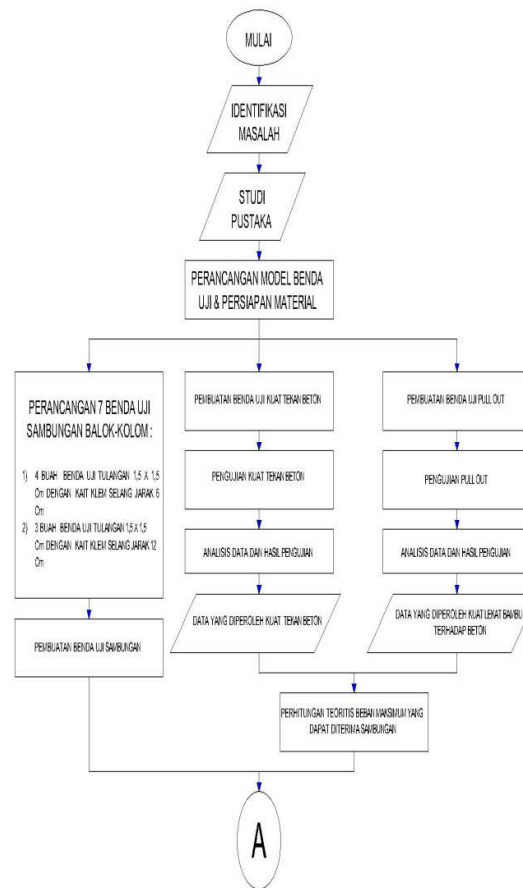 MULAI
IDENTIFIKASI
MASALAH
STUDI
PUSTAKA
PERANCANGAN MODEL BENDA
UJI & PERSIAPAN MATERIAL
PERANCANGAN 7 BENDA UJI
SAMBUNGAN BALOK-KOLOM :
1) 4 BUAH BENDA UJI TULANGAN 1,5 X 1,5
Cm DENGAN KAIT KLEM SELANG JARAK 6
Cm
2) 3 BUAH BENDA UJI TULANGAN 1,5 X 1,5
Cm DENGAN KAIT KLEM SELANG JARAK 12
Cm
PEMBUATAN BENDA UJI SAMBUNGAN
PEMBUATAN BENDA UJI KUAT TEKAN BETON
PENGUJIAN KUAT TEKAN BETON
ANALISIS DATA DAN HASIL PENGUJIAN
DATA YANG DIPEROLEH KUAT TEKAN BETON
PEMBUATAN BENDA UJI PULL OUT
PENGUJIAN PULL OUT
ANALISIS DATA DAN HASIL PENGUJIAN
DATA YANG DIPEROLEH KUAT LEKAT BAMBU
TERHADAP BETON
PERHITUNGAN TEORITIS BEBAN MAKSIMUM YANG
DAPAT DITERIMA SAMBUNGAN
A